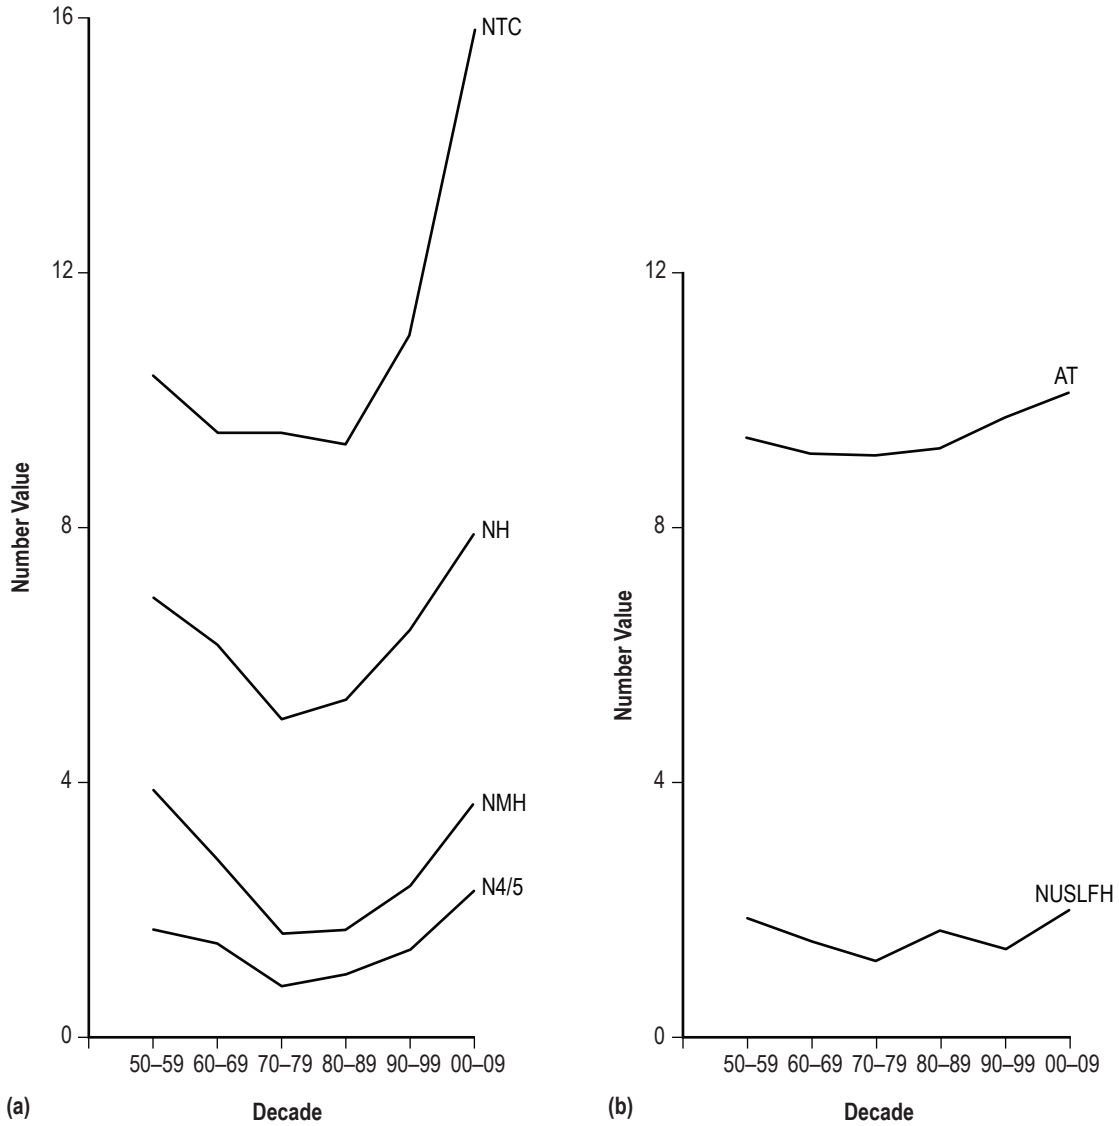 16
NTC
12
NH
8
NMH
4
N4/5
0
Number Value
50–59 60–69 70–79 80–89 90–99 00–09
(a)
Decade
12
AT
8
4
NUSLFH
0
Number Value
50–59 60–69 70–79 80–89 90–99 00–09
(b)
Decade